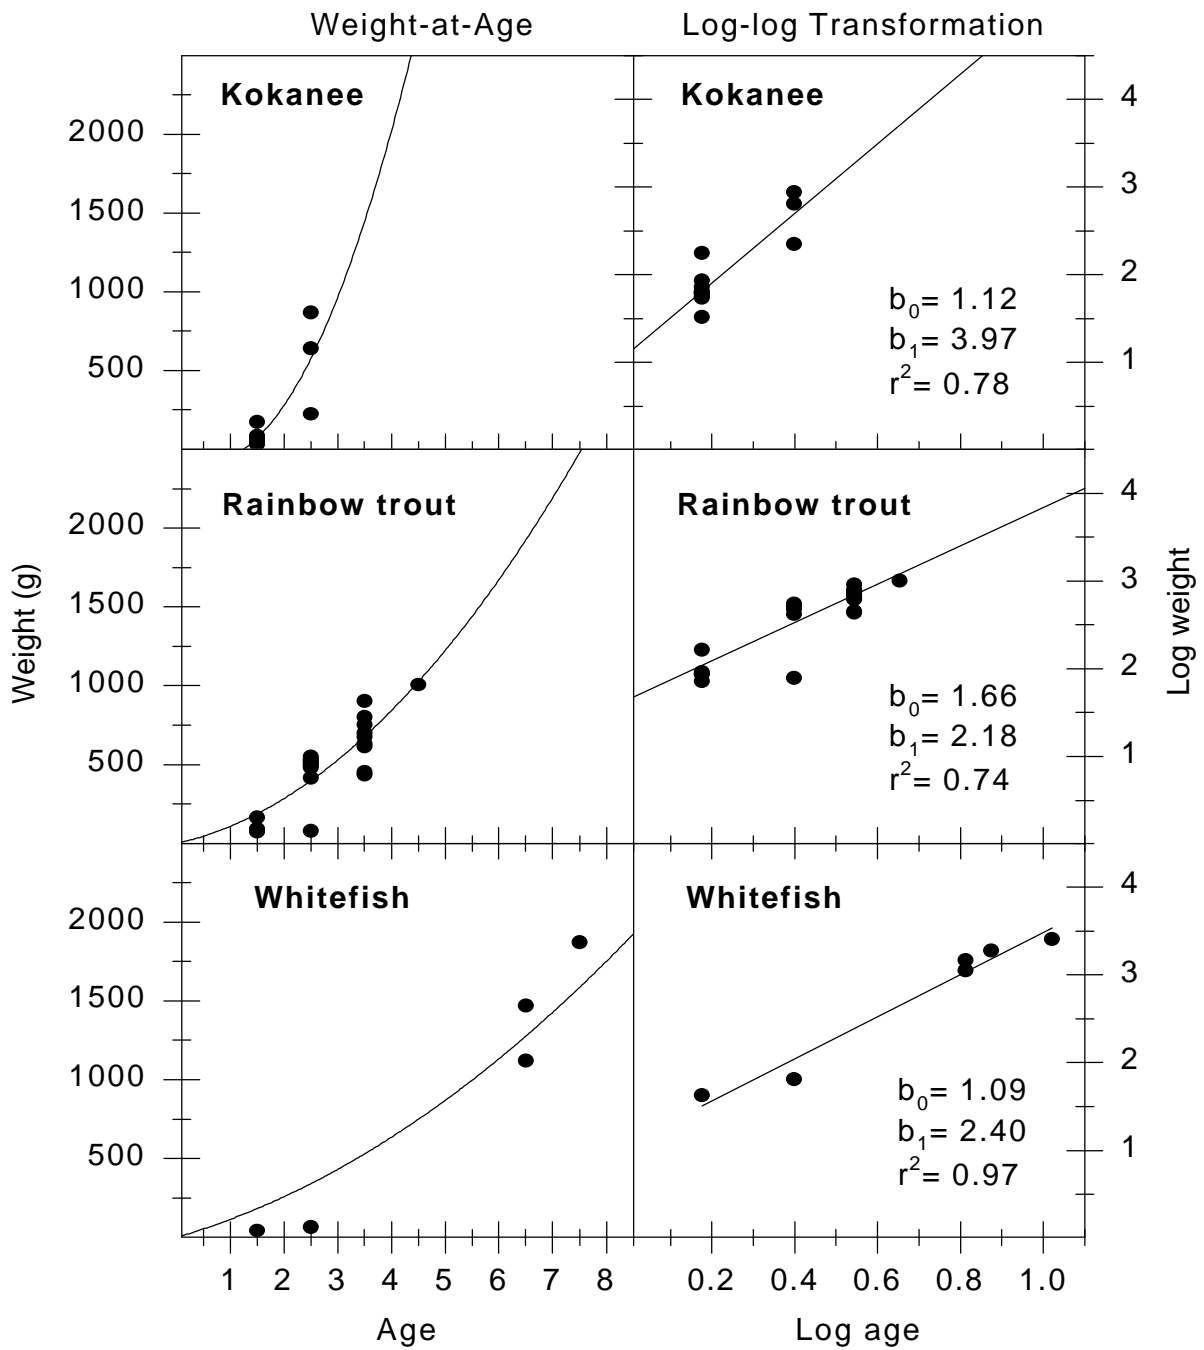 Weight-at-Age
Log-log Transformation
Kokanee
2000
1500
1000
500
Kokanee
4
3
2
1
b0= 1.12
b1= 3.97
r2= 0.78
Rainbow trout
2000
1500
1000
500
Rainbow trout
4
3
2
1
b0= 1.66
b1= 2.18
r2= 0.74
Weight (g)
Log weight
Whitefish
2000
1500
1000
500
Whitefish
4
3
2
1
b0= 1.09
b1= 2.40
r2= 0.97
1 2 3 4 5 6 7 8
0.2 0.4 0.6 0.8 1.0
Age
Log age